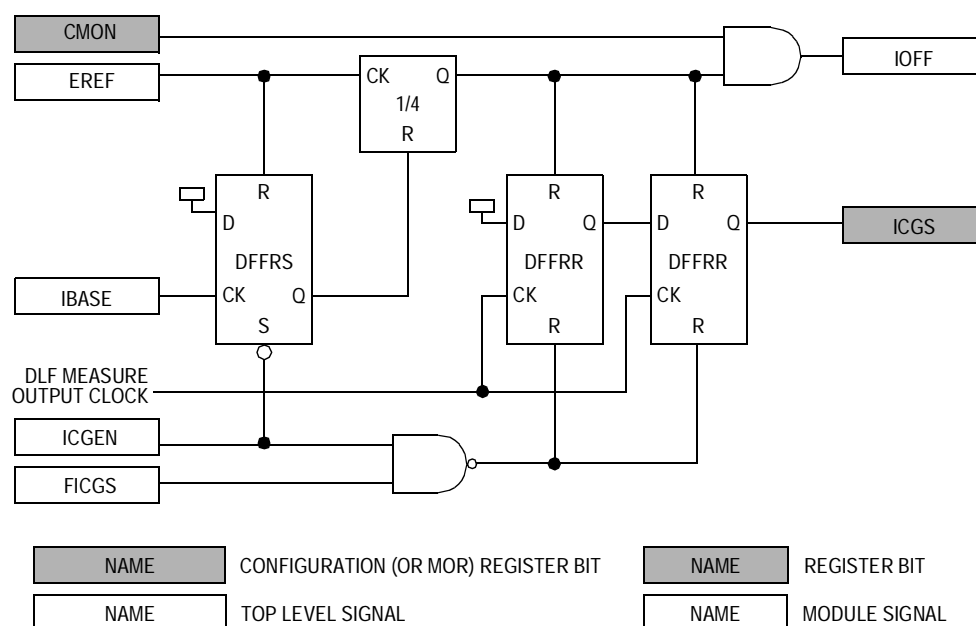 CMON
IOFF
EREF
CK Q
1/4
R
R
R
R
D
D Q
D Q
ICGS
DFFRS
DFFRR
DFFRR
IBASE
CK Q
CK
CK
S
R
R
DLF MEASURE
OUTPUT CLOCK
ICGEN
FICGS
NAME CONFIGURATION (OR MOR) REGISTER BIT
NAME REGISTER BIT
NAME TOP LEVEL SIGNAL
NAME MODULE SIGNAL